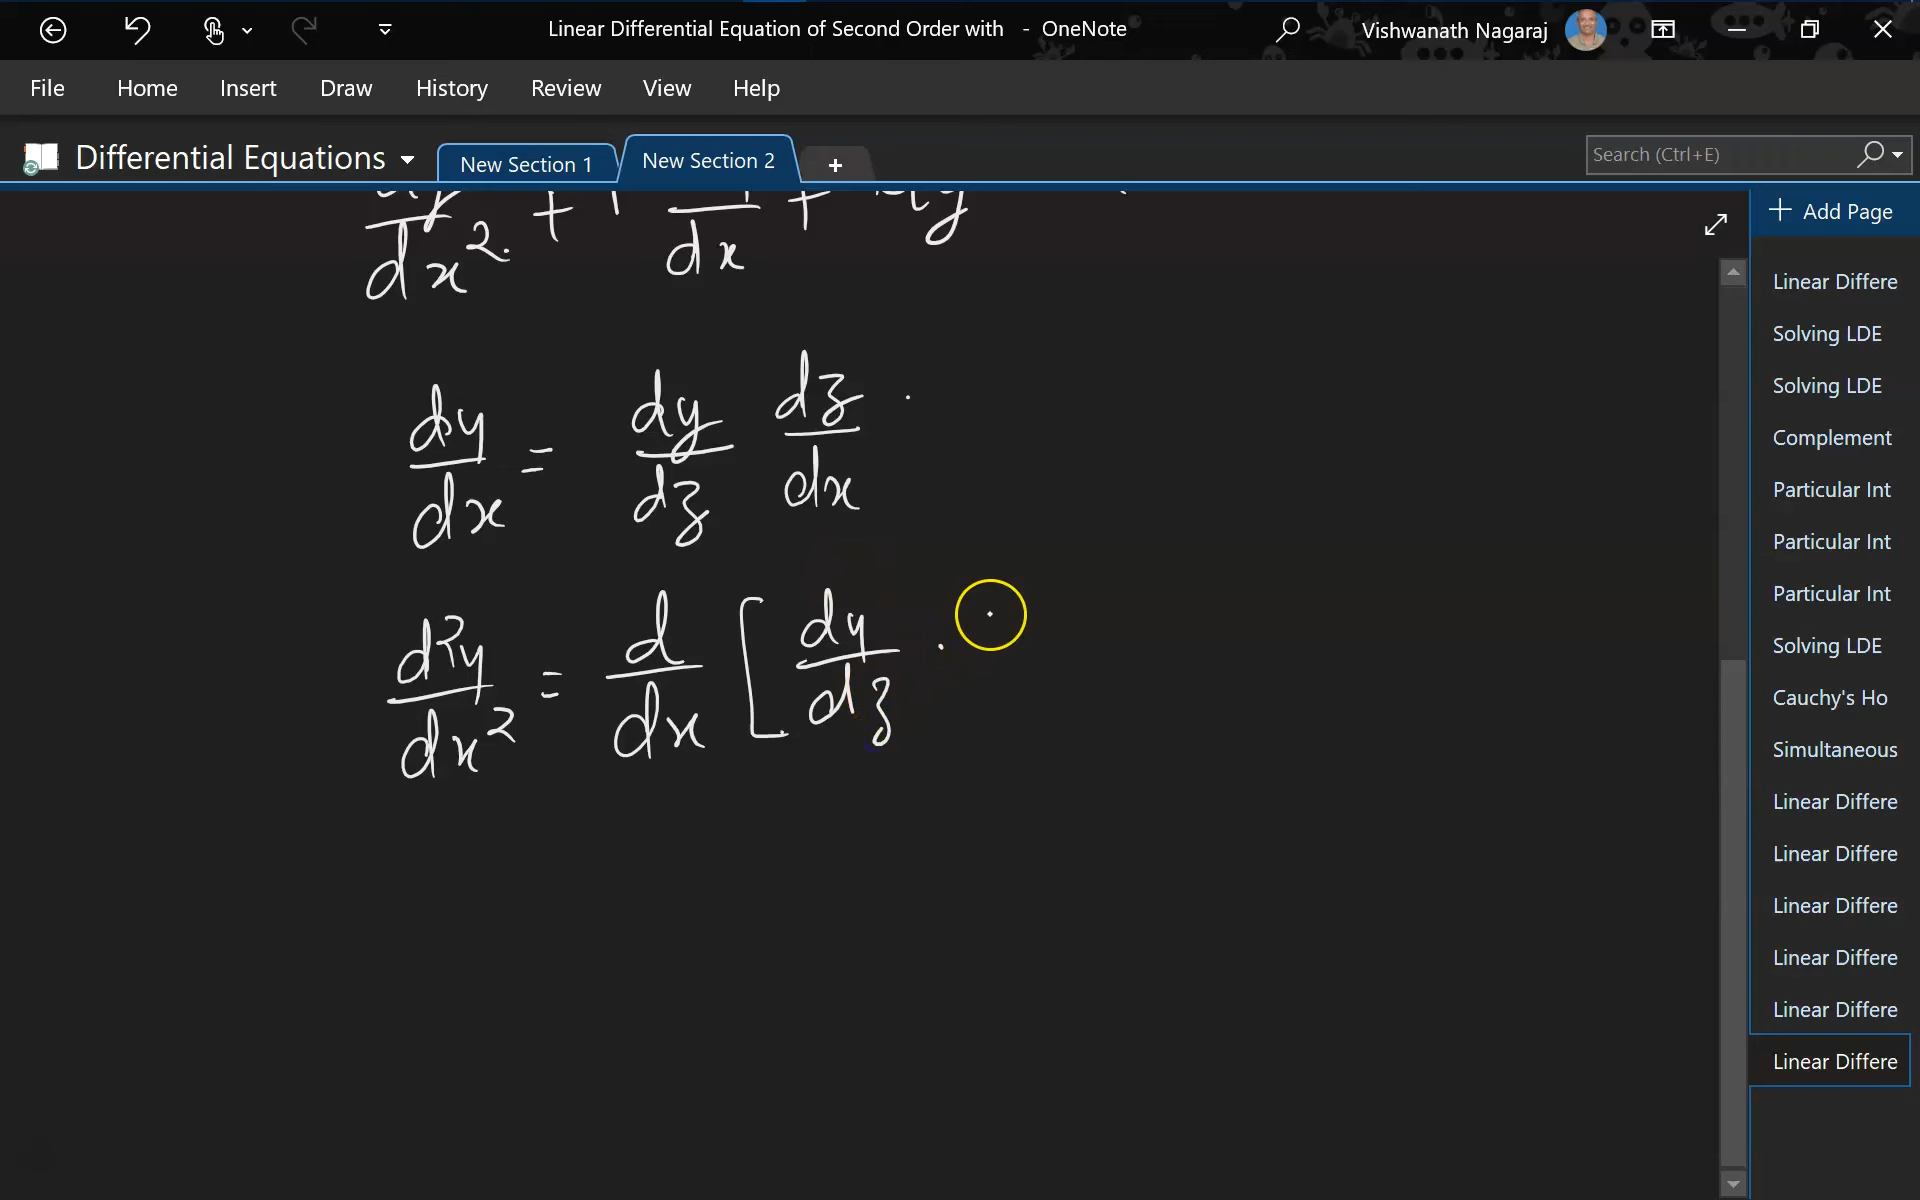 Linear Differential Equation of Second Order with - OneNote
Vishwanath Nagaraj
File Home Insert Draw History Review View Help
Differential Equations
New Section 1
New Section 2
+
Search (Ctrl+E)
+ Add Page
Linear Differe
Solving LDE
Solving LDE
Complement
Particular Int
Particular Int
Particular Int
Solving LDE
Cauchy's Ho
Simultaneous
Linear Differe
Linear Differe
Linear Differe
Linear Differe
Linear Differe
Linear Differe
dx². + dx +
dy/dx = dy/dz dz/dx .
d²y/dx² = d/dx [ dy/dz .